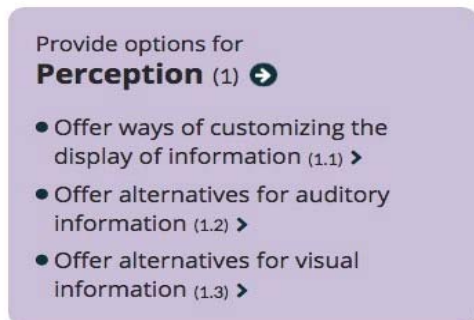 Provide options for
Perception (1)
• Offer ways of customizing the
display of information (1.1) >
• Offer alternatives for auditory
information (1.2) >
• Offer alternatives for visual
information (1.3) >